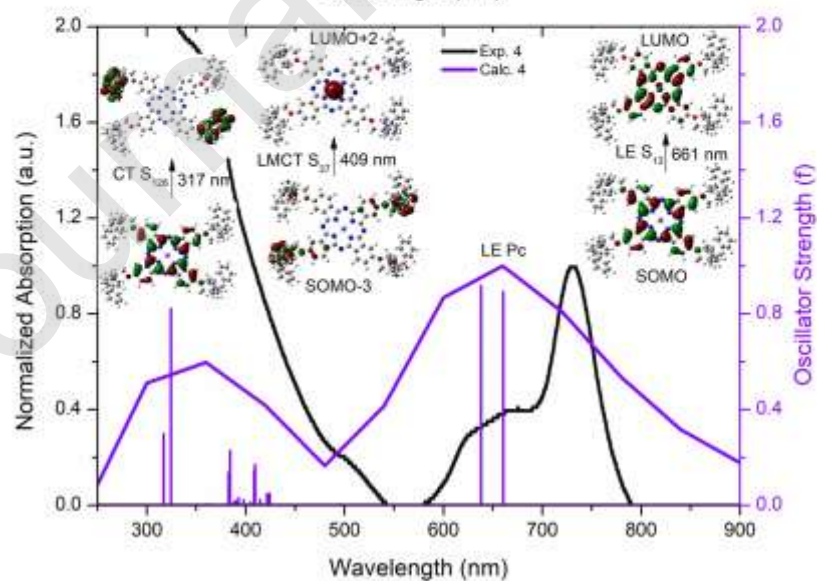 2.0
1.6
1.2
0.8
0.4
0.0
Normalized Absorption (a.u.)
LUMO+2
Exp. 4
Calc. 4
LUMO
CT S126 317 nm
LMCT S37 409 nm
LE S13 661 nm
SOMO-3
LE Pc
SOMO
2.0
1.6
1.2
0.8
0.4
0.0
Oscillator Strength (f)
300 400 500 600 700 800 900
Wavelength (nm)